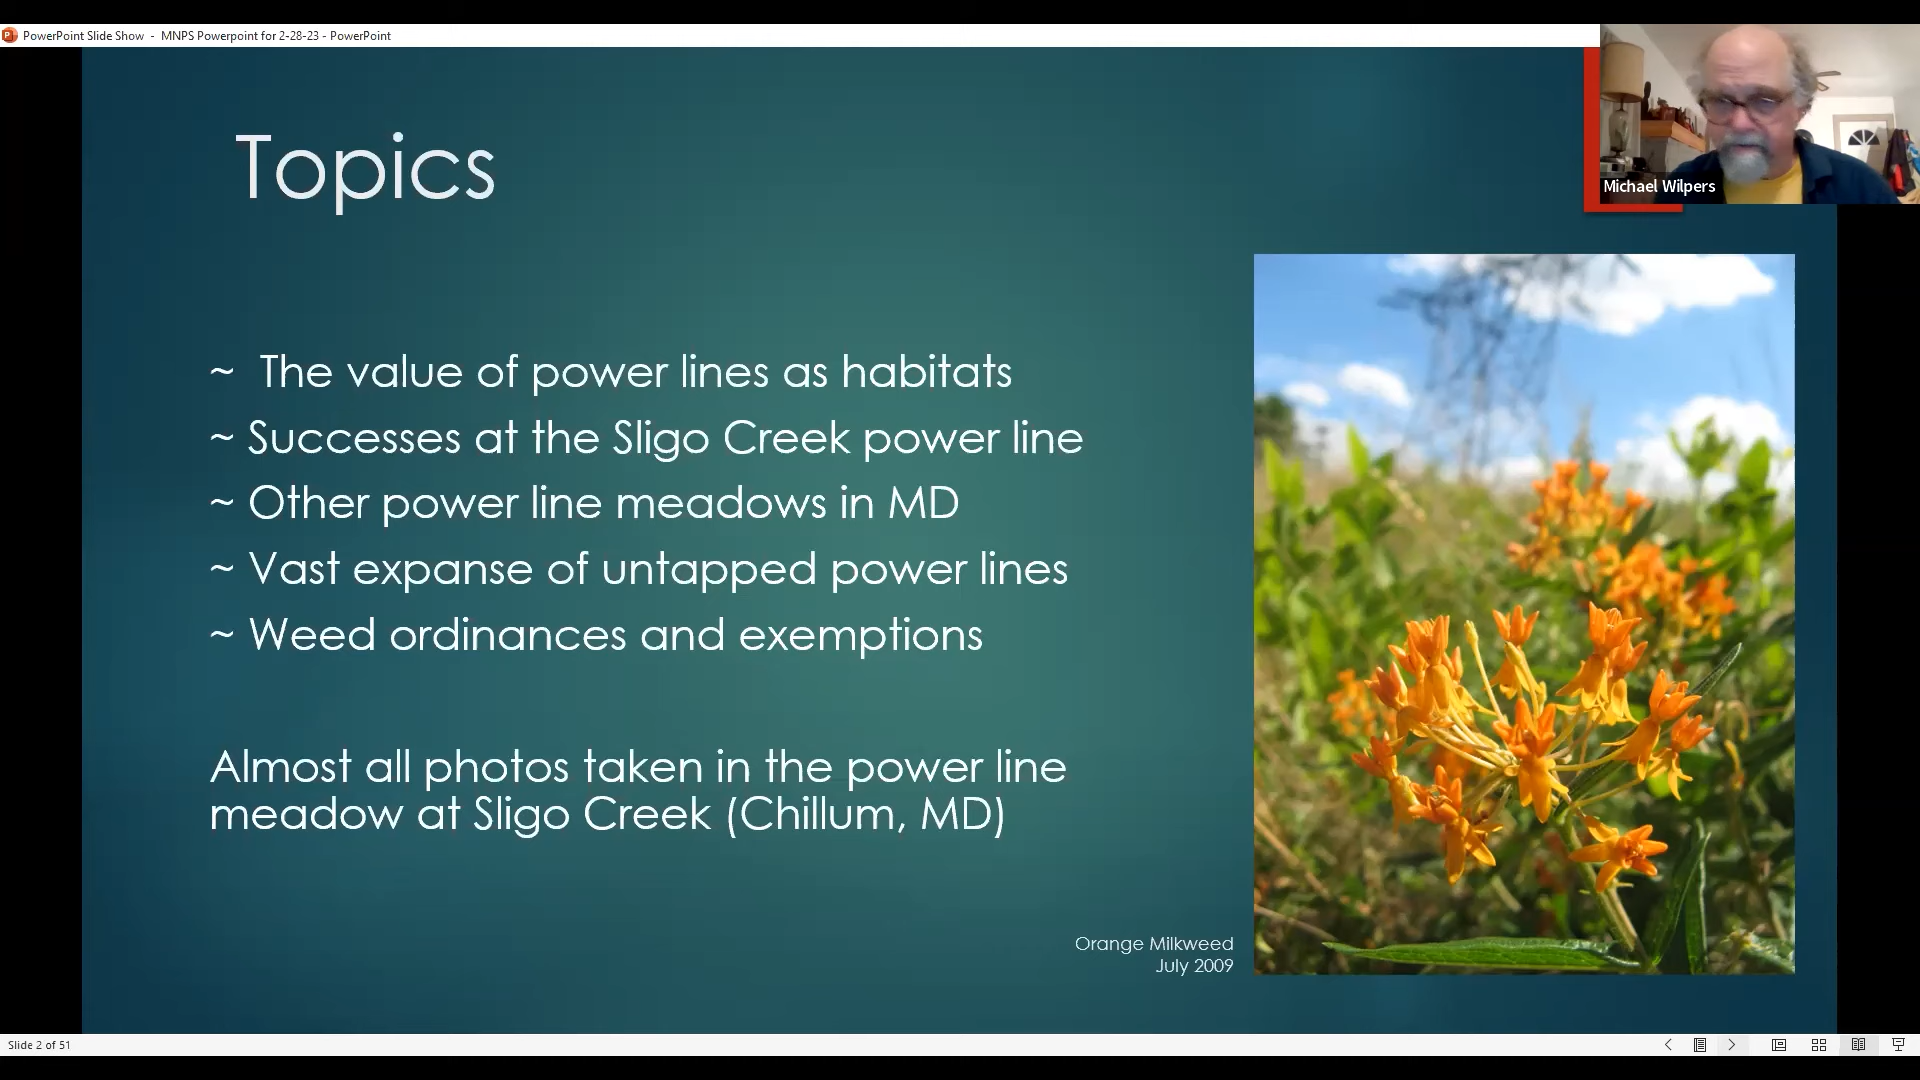 PowerPoint Slide Show - MNPS Powerpoint for 2-28-23 - PowerPoint
Michael Wilpers
Topics
~ The value of power lines as habitats
~ Successes at the Sligo Creek power line
~ Other power line meadows in MD
~ Vast expanse of untapped power lines
~ Weed ordinances and exemptions
Almost all photos taken in the power line
meadow at Sligo Creek (Chillum, MD)
Orange Milkweed
July 2009
Slide 2 of 51